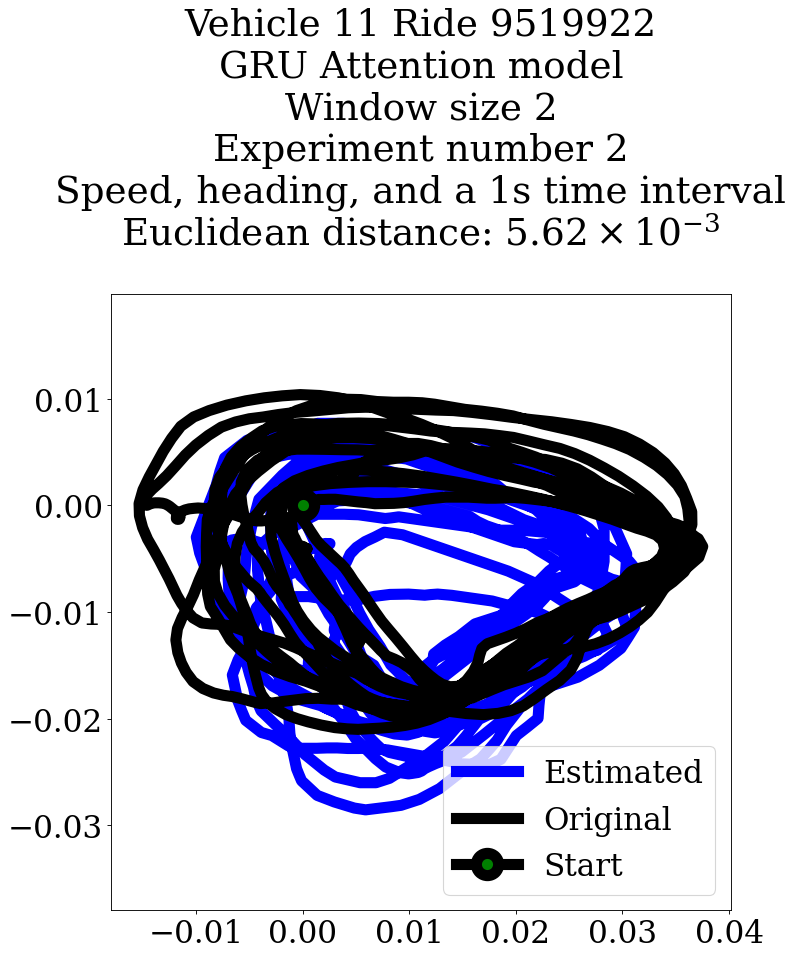 Vehicle 11 Ride 9519922
GRU Attention model
Window size 2
Experiment number 2
Speed, heading, and a 1s time interval
Euclidean distance: 5.62 × 10⁻³
0.01
0.00
−0.01
−0.02
−0.03
Estimated
Original
Start
−0.01 0.00 0.01 0.02 0.03 0.04